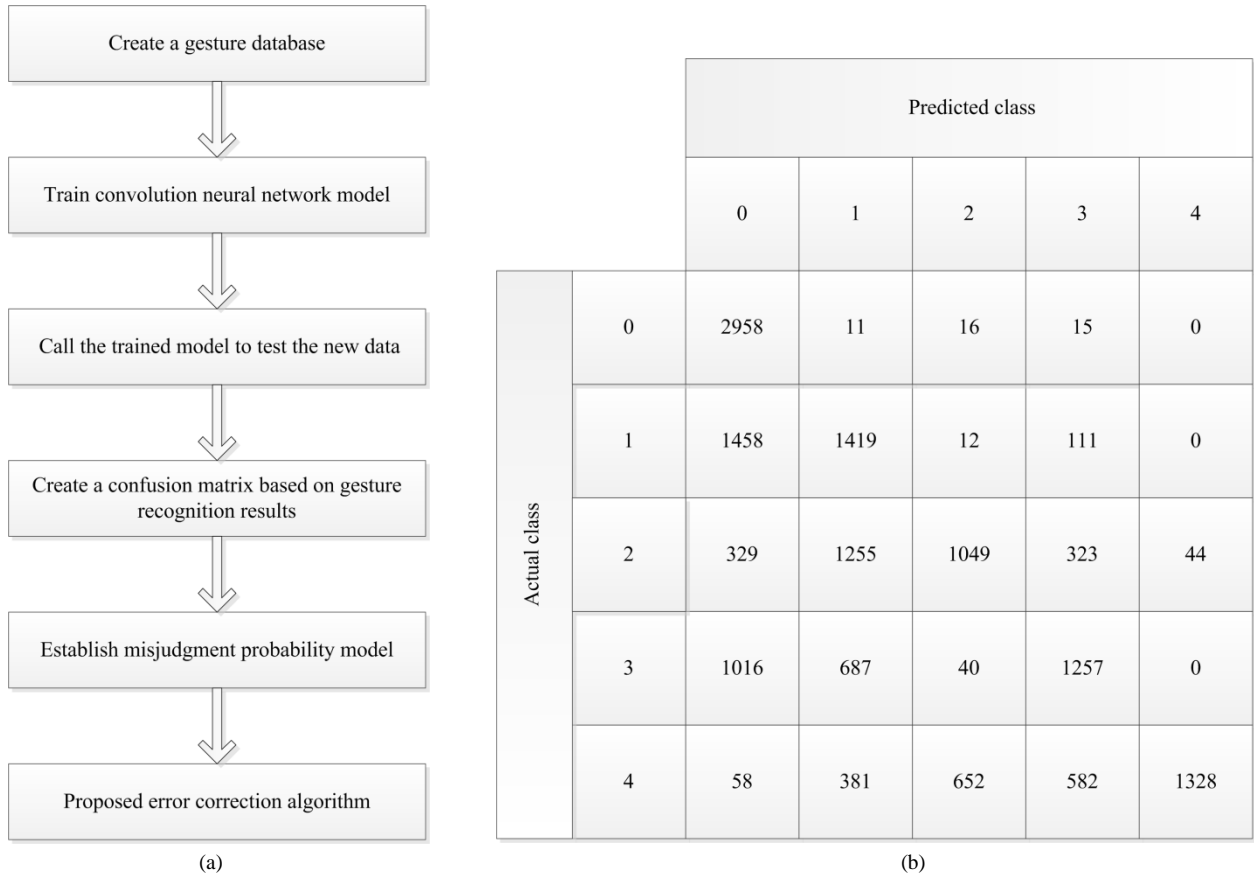 Create a gesture database
Train convolution neural network model
Call the trained model to test the new data
Create a confusion matrix based on gesture
recognition results
Establish misjudgment probability model
Proposed error correction algorithm
(a)
Predicted class
0 1 2 3 4
Actual class
0 2958 11 16 15 0
1 1458 1419 12 111 0
2 329 1255 1049 323 44
3 1016 687 40 1257 0
4 58 381 652 582 1328
(b)